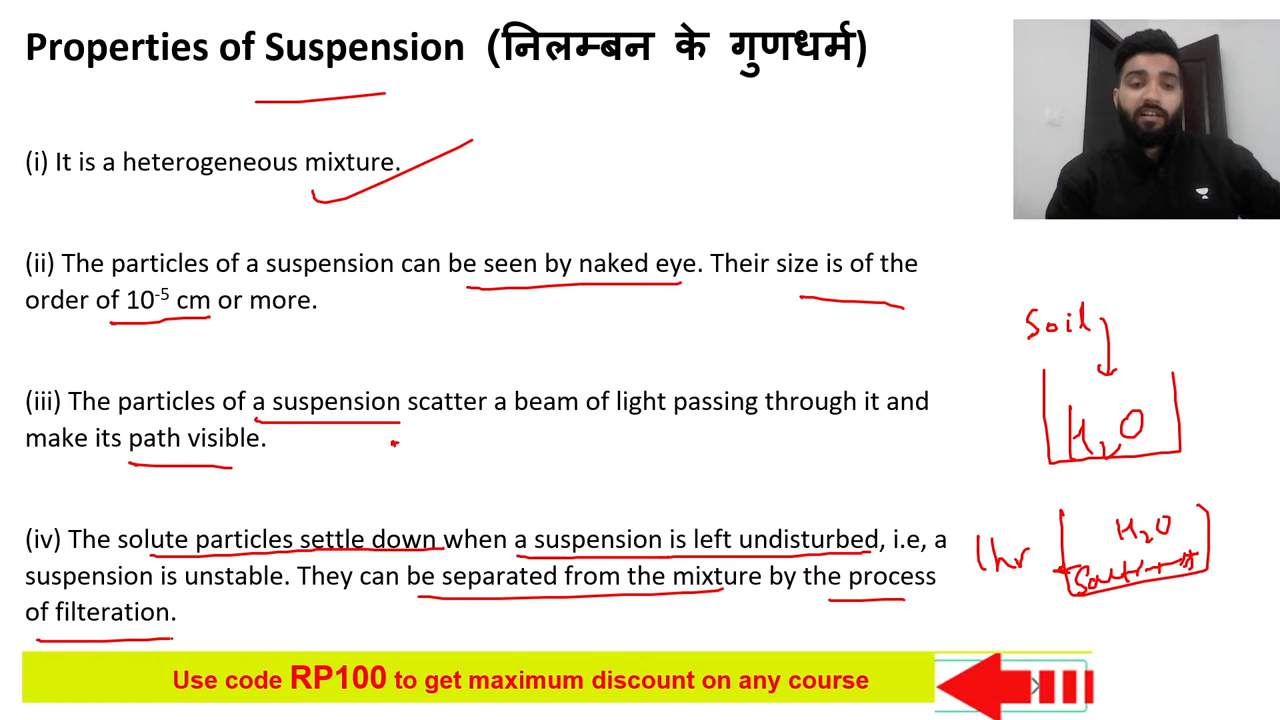 Properties of Suspension (निलम्बन के गुणधर्म)
(i) It is a heterogeneous mixture.
(ii) The particles of a suspension can be seen by naked eye. Their size is of the
order of 10⁻⁵ cm or more.
(iii) The particles of a suspension scatter a beam of light passing through it and
make its path visible.
(iv) The solute particles settle down when a suspension is left undisturbed, i.e, a
suspension is unstable. They can be separated from the mixture by the process
of filteration.
Soil
H₂O
1hr
H₂O
Use code RP100 to get maximum discount on any course